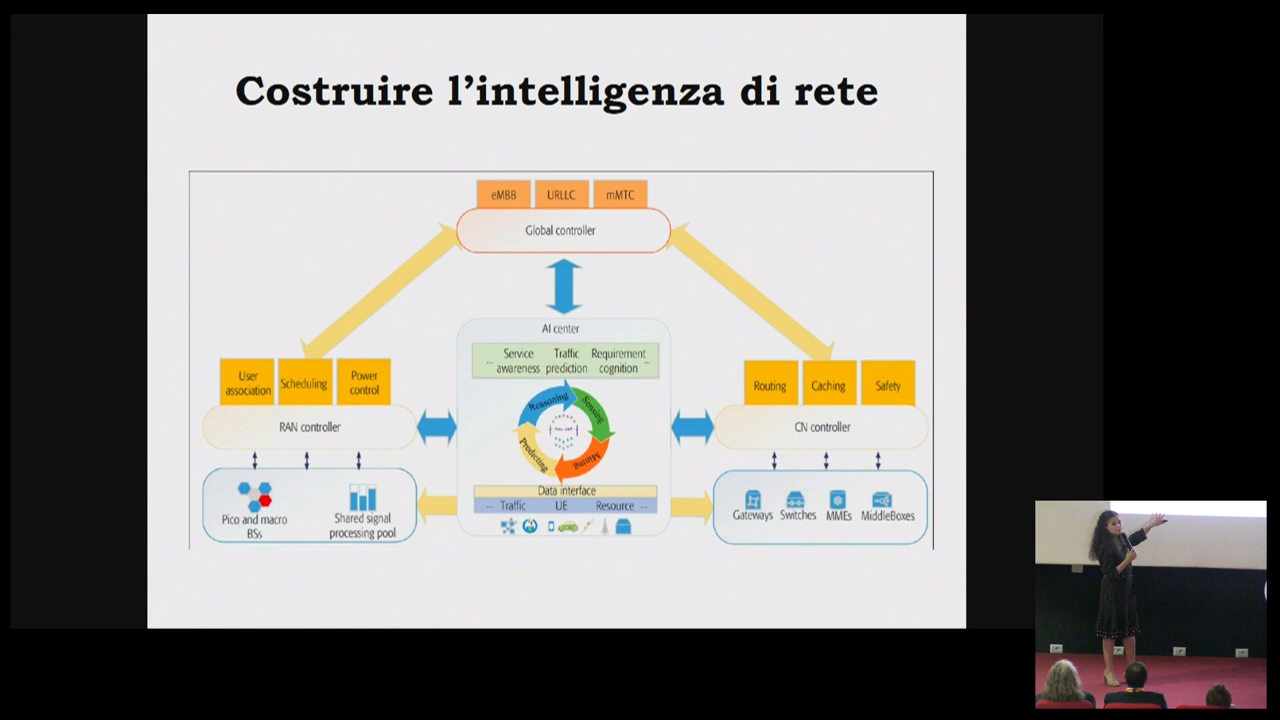 Costruire l'intelligenza di rete
eMBB
URLLC
mMTC
Global controller
AI center
... Service awareness
Traffic prediction
Requirement cognition ...
Reasoning
Sensing
Mining
Predicting
Data interface
... Traffic
UE
Resource ...
User association
Scheduling
Power control
RAN controller
Pico and macro BSs
Shared signal processing pool
Routing
Caching
Safety
CN controller
Gateways
Switches
MMEs
MiddleBoxes